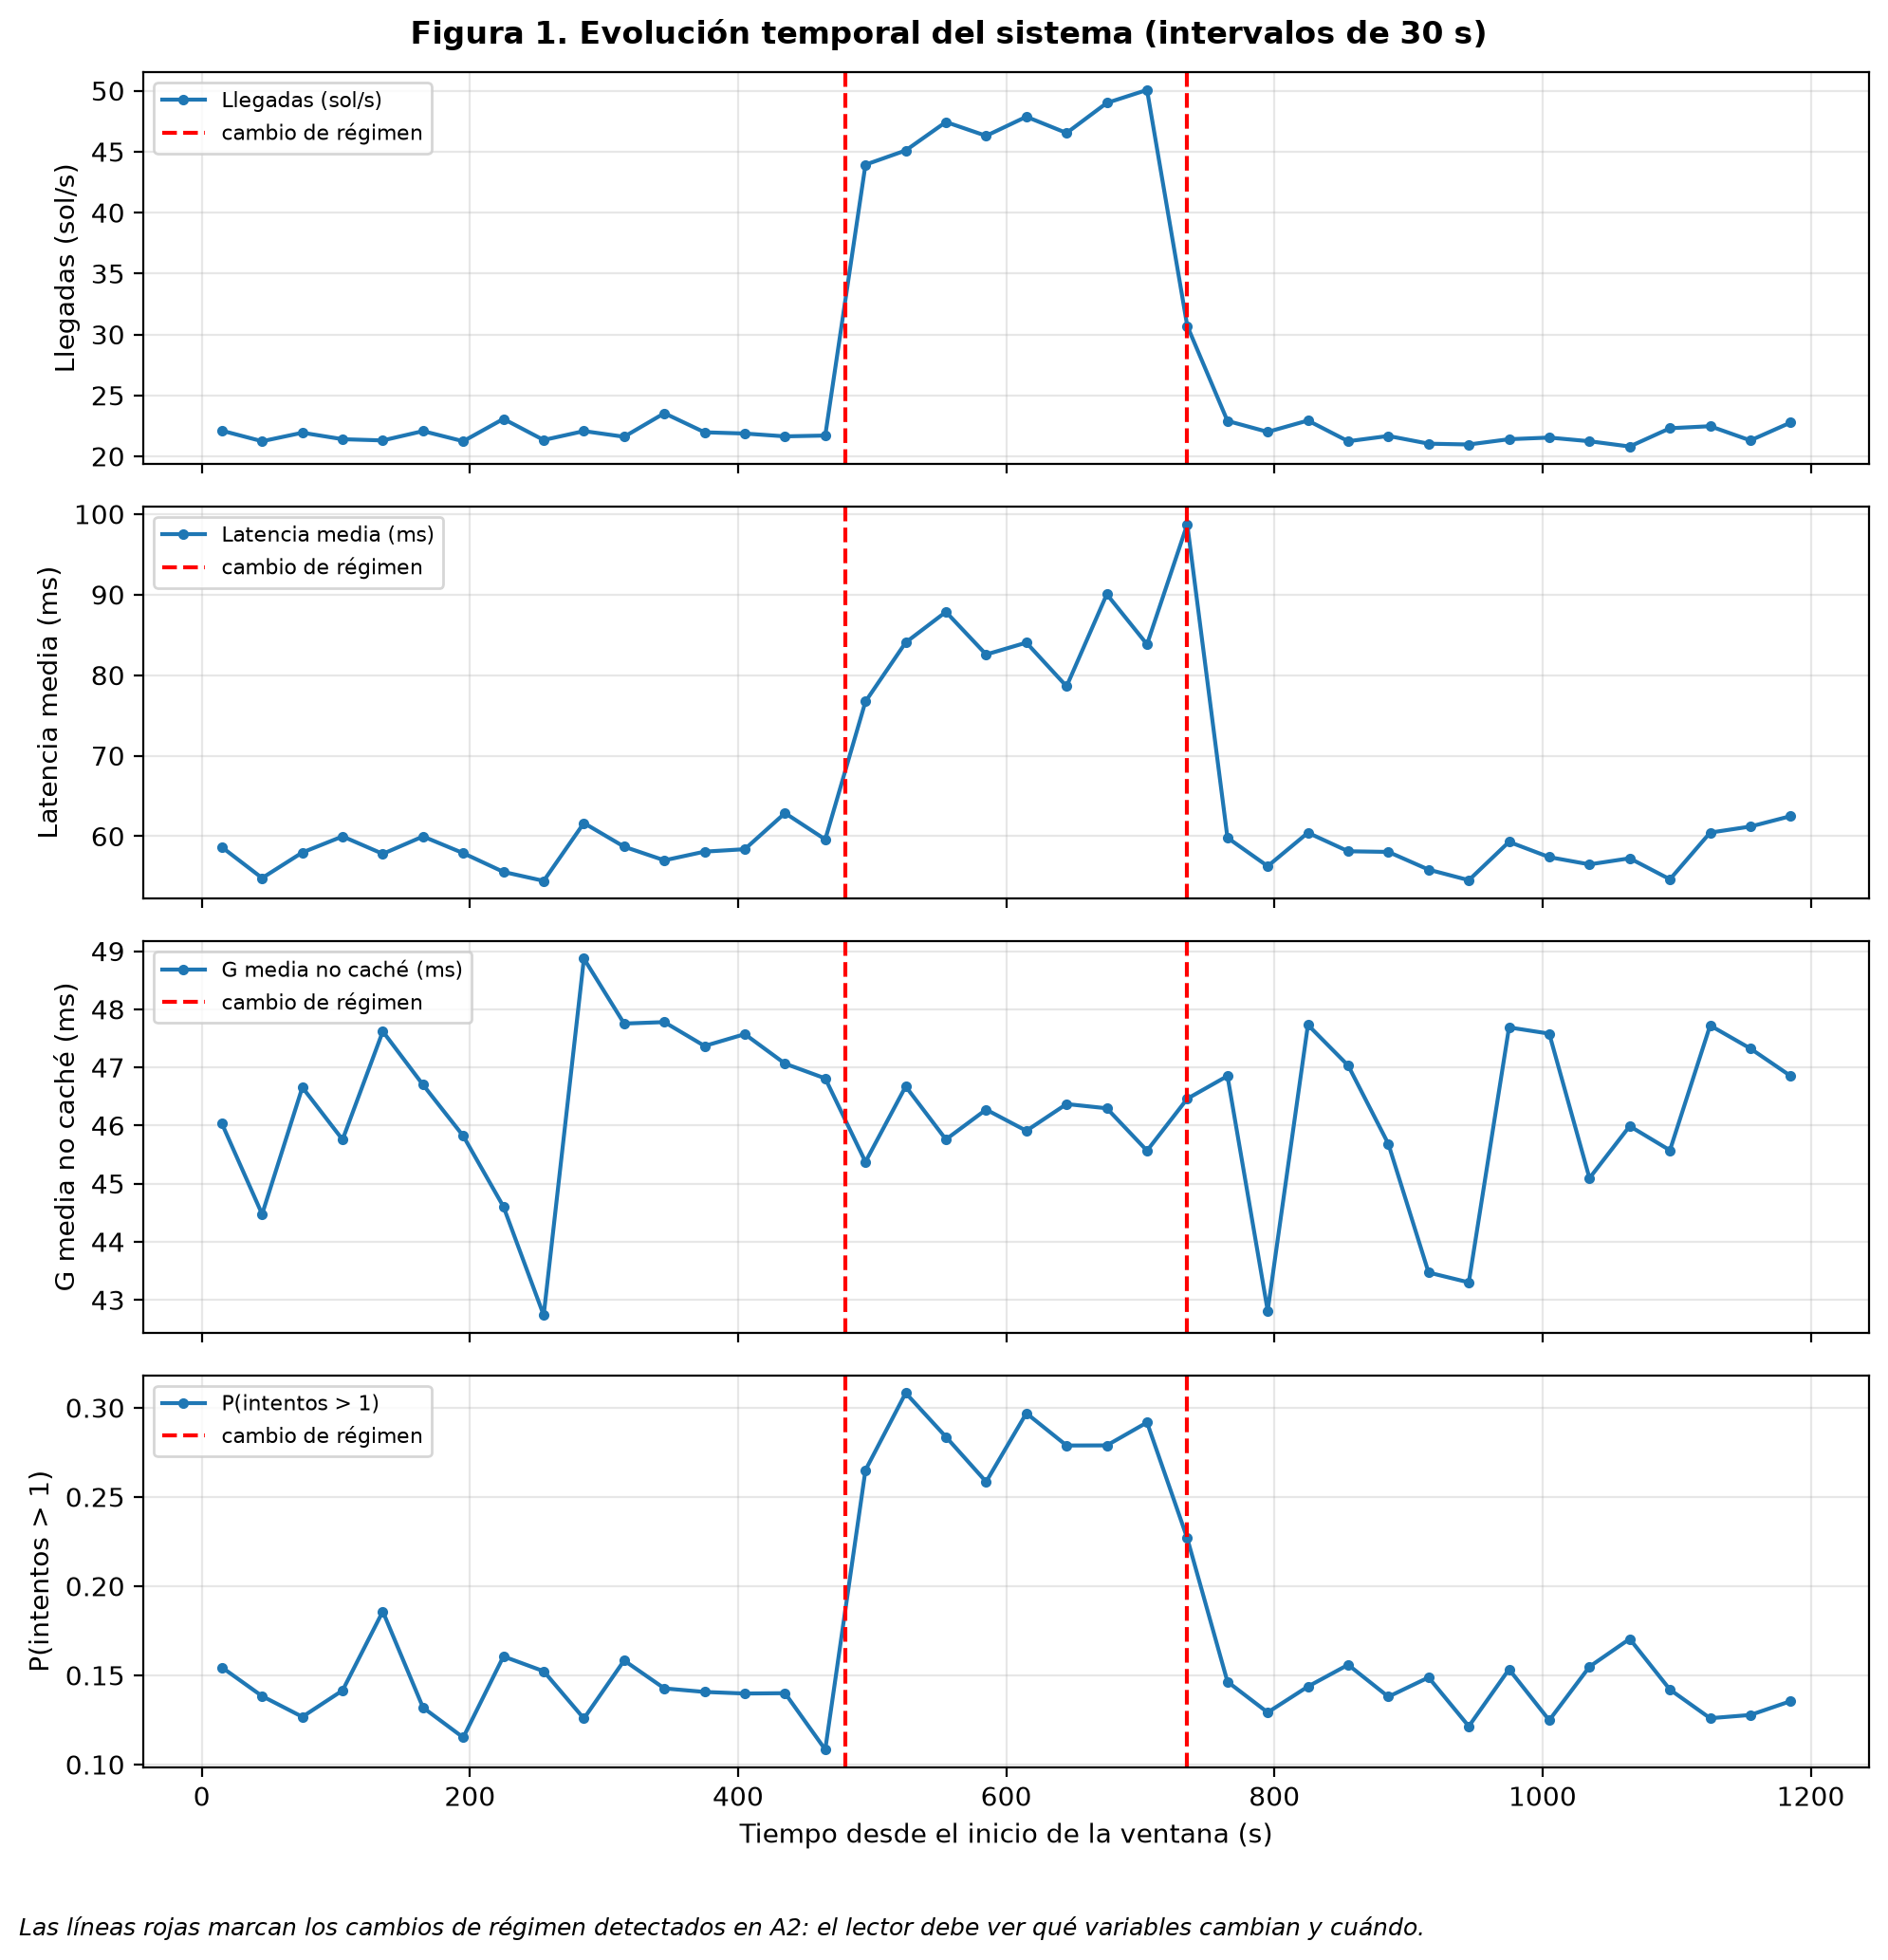 Figura 1. Evolución temporal del sistema (intervalos de 30 s)
Llegadas (sol/s)
cambio de régimen
Llegadas (sol/s)
50
45
40
35
30
25
20
Latencia media (ms)
cambio de régimen
Latencia media (ms)
100
90
80
70
60
G media no caché (ms)
cambio de régimen
G media no caché (ms)
49
48
47
46
45
44
43
P(intentos > 1)
cambio de régimen
P(intentos > 1)
0.30
0.25
0.20
0.15
0.10
0 200 400 600 800 1000 1200
Tiempo desde el inicio de la ventana (s)
Las líneas rojas marcan los cambios de régimen detectados en A2: el lector debe ver qué variables cambian y cuándo.